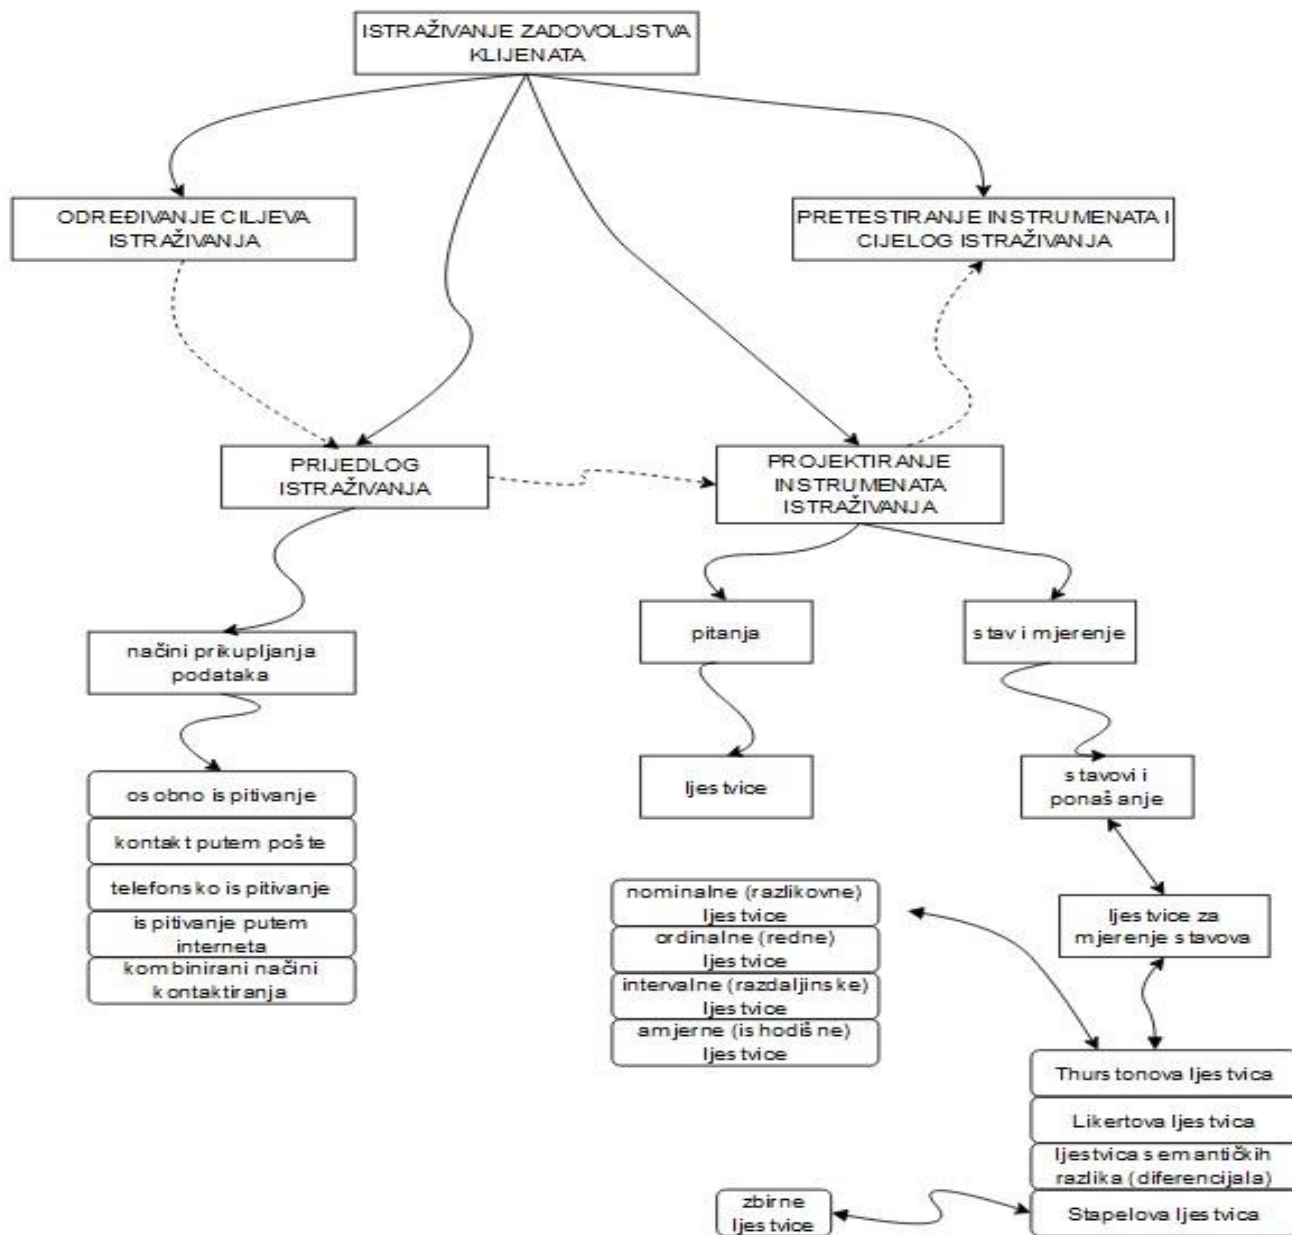 ISTRAŽIVANJE ZADOVOLJSTVA
KLIJENATA
ODREĐIVANJE CILJEVA
ISTRAŽIVANJA
PRETESTIRANJE INSTRUMENATA I
CIJELOG ISTRAŽIVANJA
PRIJEDLOG
ISTRAŽIVANJA
PROJEKTIRANJE
INSTRUMENATA
ISTRAŽIVANJA
načini prikupljanja
podataka
pitanja
stav i mjerenje
osobno ispitivanje
kontakt putem pošte
telefonsko ispitivanje
ispitivanje putem
interneta
kombinirani načini
kontaktiranja
ljestvice
stavovi i
ponašanje
nominalne (razlikovne)
ljestvice
ordinalne (redne)
ljestvice
intervalne (razdaljinske)
ljestvice
amjerne (ishodišne)
ljestvice
ljestvice za
mjerenje stavova
Thurstonova ljestvica
Likertova ljestvica
ljestvica semantičkih
razlika (diferencijala)
Stapelova ljestvica
zbirne
ljestvice